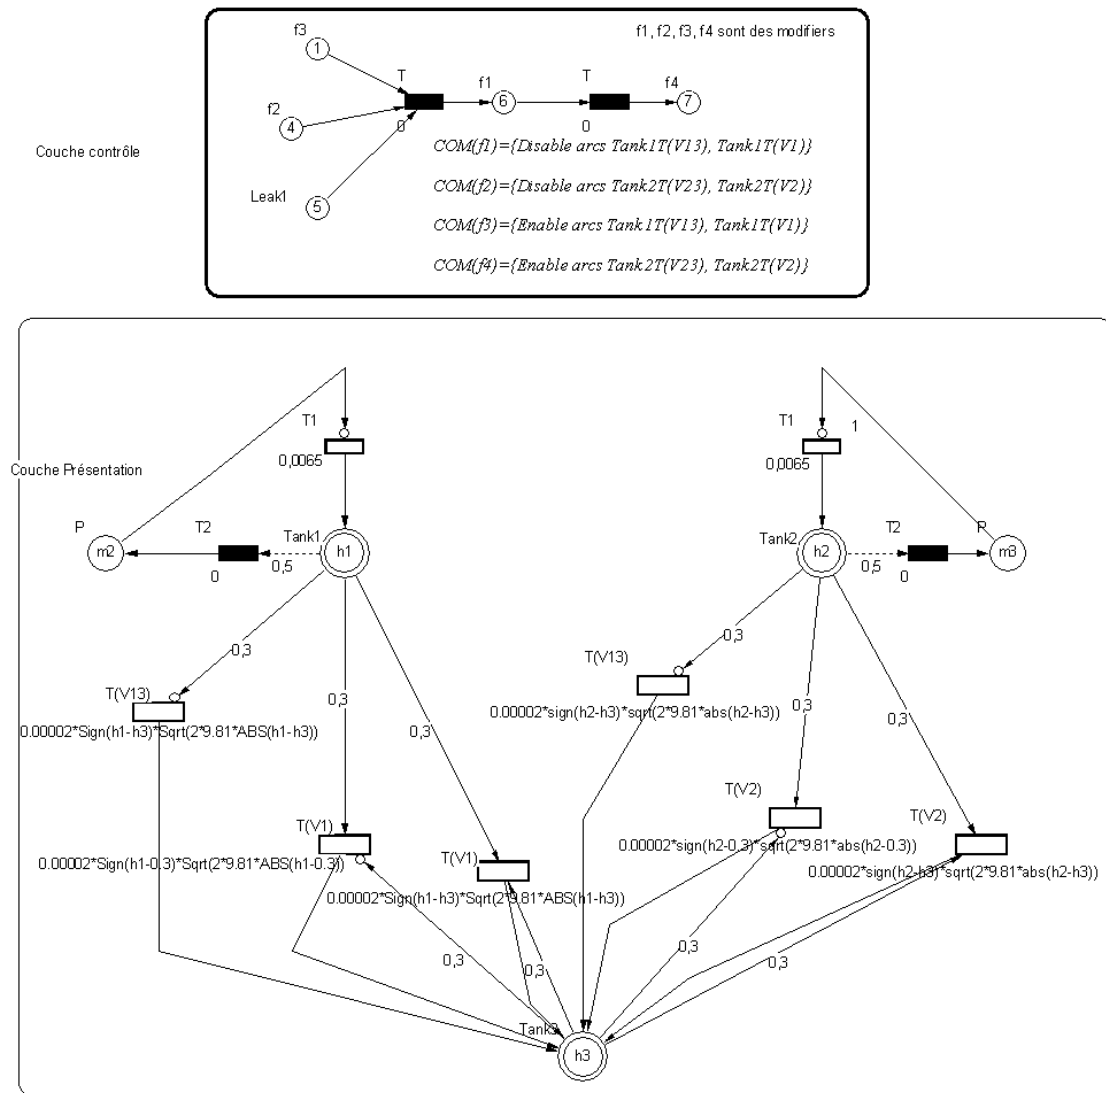 f3
f1, f2, f3, f4 sont des modifiers
1
T
f1
T
f4
f2
6
7
4
0
0
Couche contrôle
COM(f1)={Disable arcs Tank1T(V13), Tank1T(V1)}
COM(f2)={Disable arcs Tank2T(V23), Tank2T(V2)}
Leak1
5
COM(f3)={Enable arcs Tank1T(V13), Tank1T(V1)}
COM(f4)={Enable arcs Tank2T(V23), Tank2T(V2)}
T1
T1
1
0,0065
0,0065
Couche Présentation
P
T2
Tank1
Tank2
T2
P
m2
h1
h2
m3
0
0,5
0,5
0
0,3
0,3
T(V13)
T(V13)
0,3
0,3
0,3
0,3
0.00002*sign(h2-h3)*sqrt(2*9.81*abs(h2-h3))
0.00002*Sign(h1-h3)*Sqrt(2*9.81*ABS(h1-h3))
T(V2)
T(V2)
T(V1)
0.00002*sign(h2-0.3)*sqrt(2*9.81*abs(h2-0.3))
T(V1)
0.00002*Sign(h1-0.3)*Sqrt(2*9.81*ABS(h1-0.3))
0.00002*sign(h2-h3)*sqrt(2*9.81*abs(h2-h3))
0.00002*Sign(h1-h3)*Sqrt(2*9.81*ABS(h1-h3))
0,3
0,3
0,3
0,3
Tank3
h3